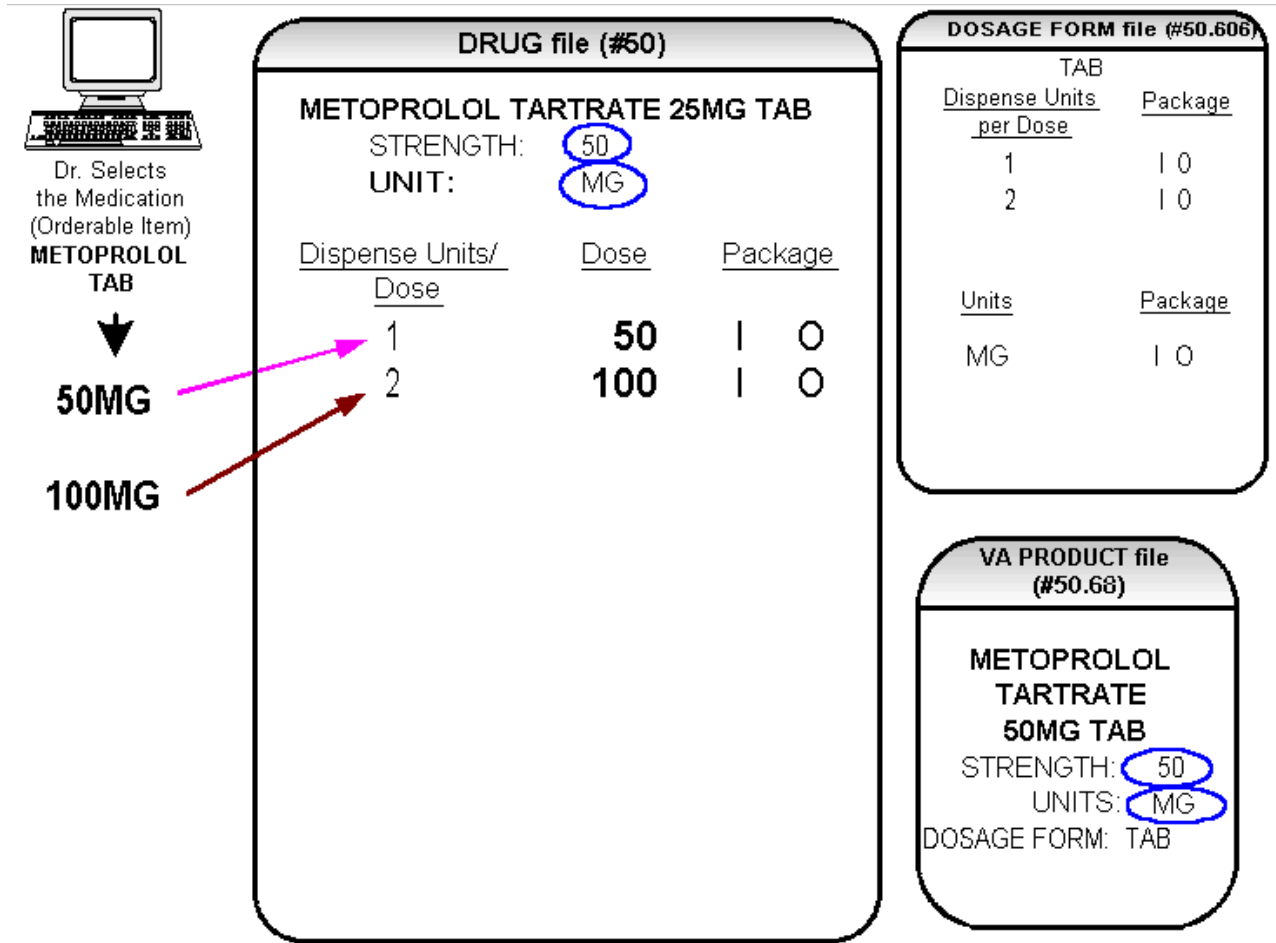 Dr. Selects
the Medication
(Orderable Item)
METOPROLOL
TAB
50MG
100MG
DRUG file (#50)
METOPROLOL TARTRATE 25MG TAB
STRENGTH: 50
UNIT: MG
Dispense Units/ Dose Package
Dose
1 50 I O
2 100 I O
DOSAGE FORM file (#50.606)
TAB
Dispense Units Package
per Dose
1 I O
2 I O
Units Package
MG I O
VA PRODUCT file
(#50.68)
METOPROLOL
TARTRATE
50MG TAB
STRENGTH: 50
UNITS: MG
DOSAGE FORM: TAB